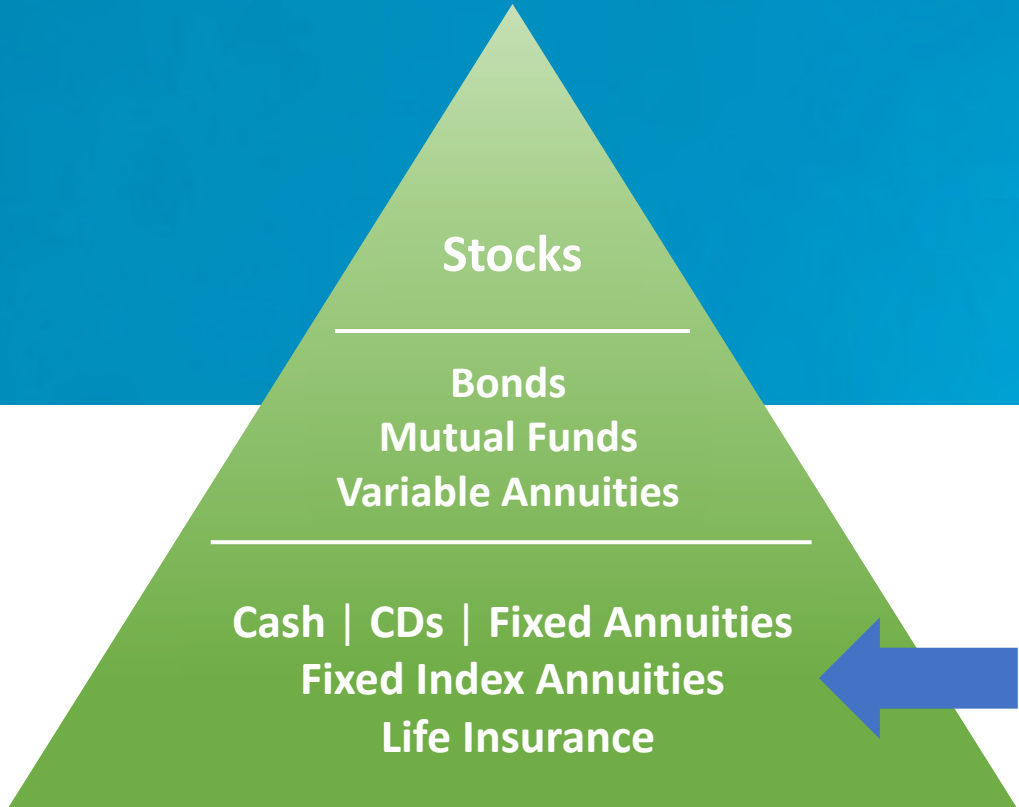 Stocks
Bonds
Mutual Funds
Variable Annuities
Cash | CDs | Fixed Annuities
Fixed Index Annuities
Life Insurance